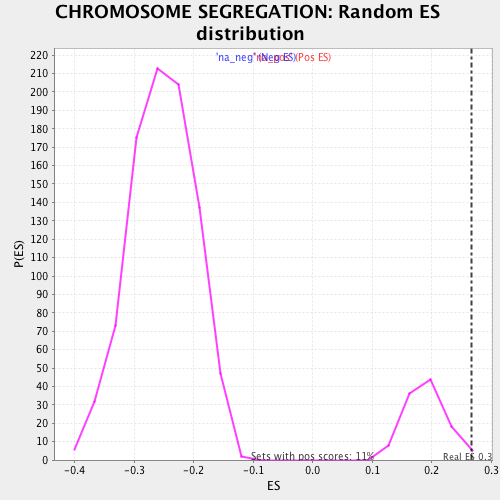 CHROMOSOME SEGREGATION: Random ES
distribution
'na_neg' (Neg ES)
'na_pos' (Pos ES)
P(ES)
220
210
200
190
180
170
160
150
140
130
120
110
100
90
80
70
60
50
40
30
20
10
0
Sets with pos scores: 11%
Real ES 0.3
-0.4 -0.3 -0.2 -0.1 0.0 0.1 0.2 0.3
ES